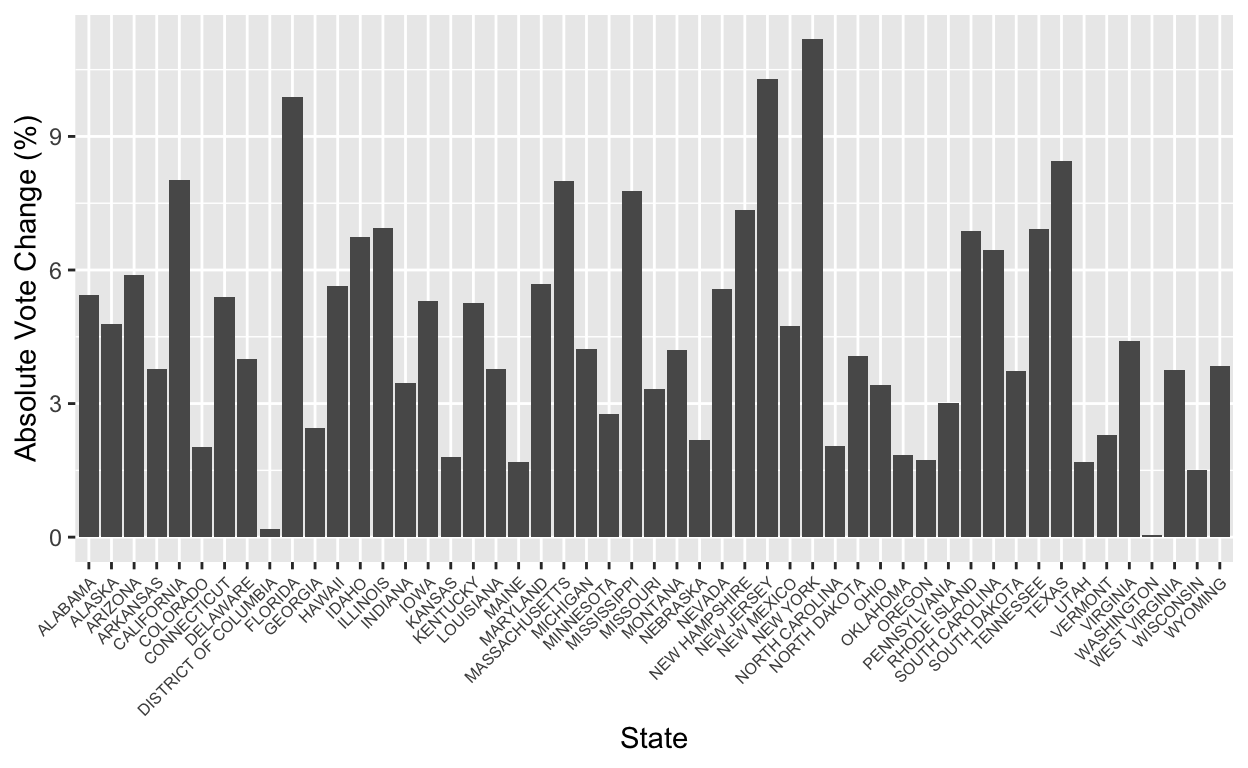 Absolute Vote Change (%)
9
6
3
0
ALABAMA
ALASKA
ARIZONA
ARKANSAS
CALIFORNIA
COLORADO
CONNECTICUT
DELAWARE
DISTRICT OF COLUMBIA
FLORIDA
GEORGIA
HAWAII
IDAHO
ILLINOIS
INDIANA
IOWA
KANSAS
KENTUCKY
LOUISIANA
MAINE
MARYLAND
MASSACHUSETTS
MICHIGAN
MINNESOTA
MISSISSIPPI
MISSOURI
MONTANA
NEBRASKA
NEVADA
NEW HAMPSHIRE
NEW JERSEY
NEW MEXICO
NEW YORK
NORTH CAROLINA
NORTH DAKOTA
OHIO
OKLAHOMA
OREGON
PENNSYLVANIA
RHODE ISLAND
SOUTH CAROLINA
SOUTH DAKOTA
TENNESSEE
TEXAS
UTAH
VERMONT
VIRGINIA
WASHINGTON
WEST VIRGINIA
WISCONSIN
WYOMING
State